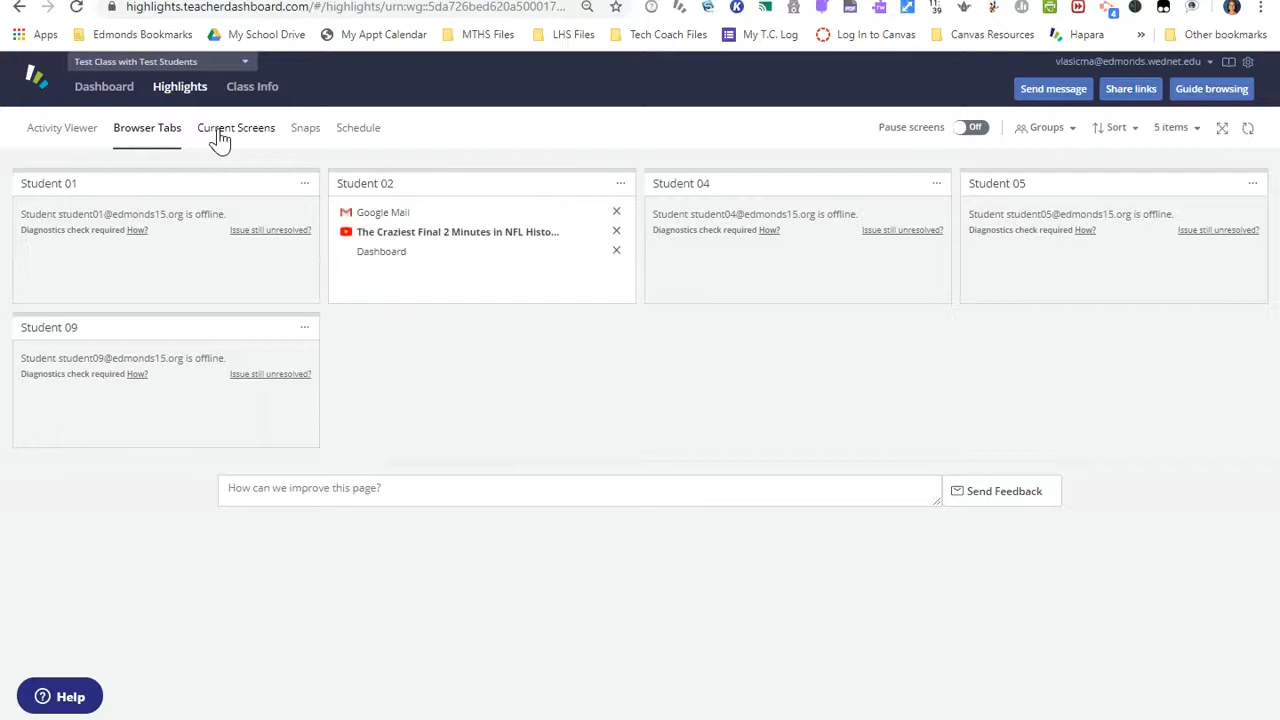 highlights.teacherdashboard.com/#/highlights/urn:wg:5da726bed620a500017...
11
39
4
Apps Edmonds Bookmarks My School Drive My Appt Calendar MTHS Files LHS Files Tech Coach Files My T.C. Log Log In to Canvas Canvas Resources Hapara » Other bookmarks
Test Class with Test Students
vlasicma@edmonds.wednet.edu
Dashboard Highlights Class Info
Send message Share links Guide browsing
Activity Viewer Browser Tabs Current Screens Snaps Schedule
Pause screens Off Groups Sort 5 items
Student 01 ...
Student student01@edmonds15.org is offline.
Diagnostics check required How? Issue still unresolved?
Student 02 ...
Google Mail
The Craziest Final 2 Minutes in NFL Histo...
Dashboard
Student 04 ...
Student student04@edmonds15.org is offline.
Diagnostics check required How? Issue still unresolved?
Student 05 ...
Student student05@edmonds15.org is offline.
Diagnostics check required How? Issue still unresolved?
Student 09 ...
Student student09@edmonds15.org is offline.
Diagnostics check required How? Issue still unresolved?
How can we improve this page?
Send Feedback
Help